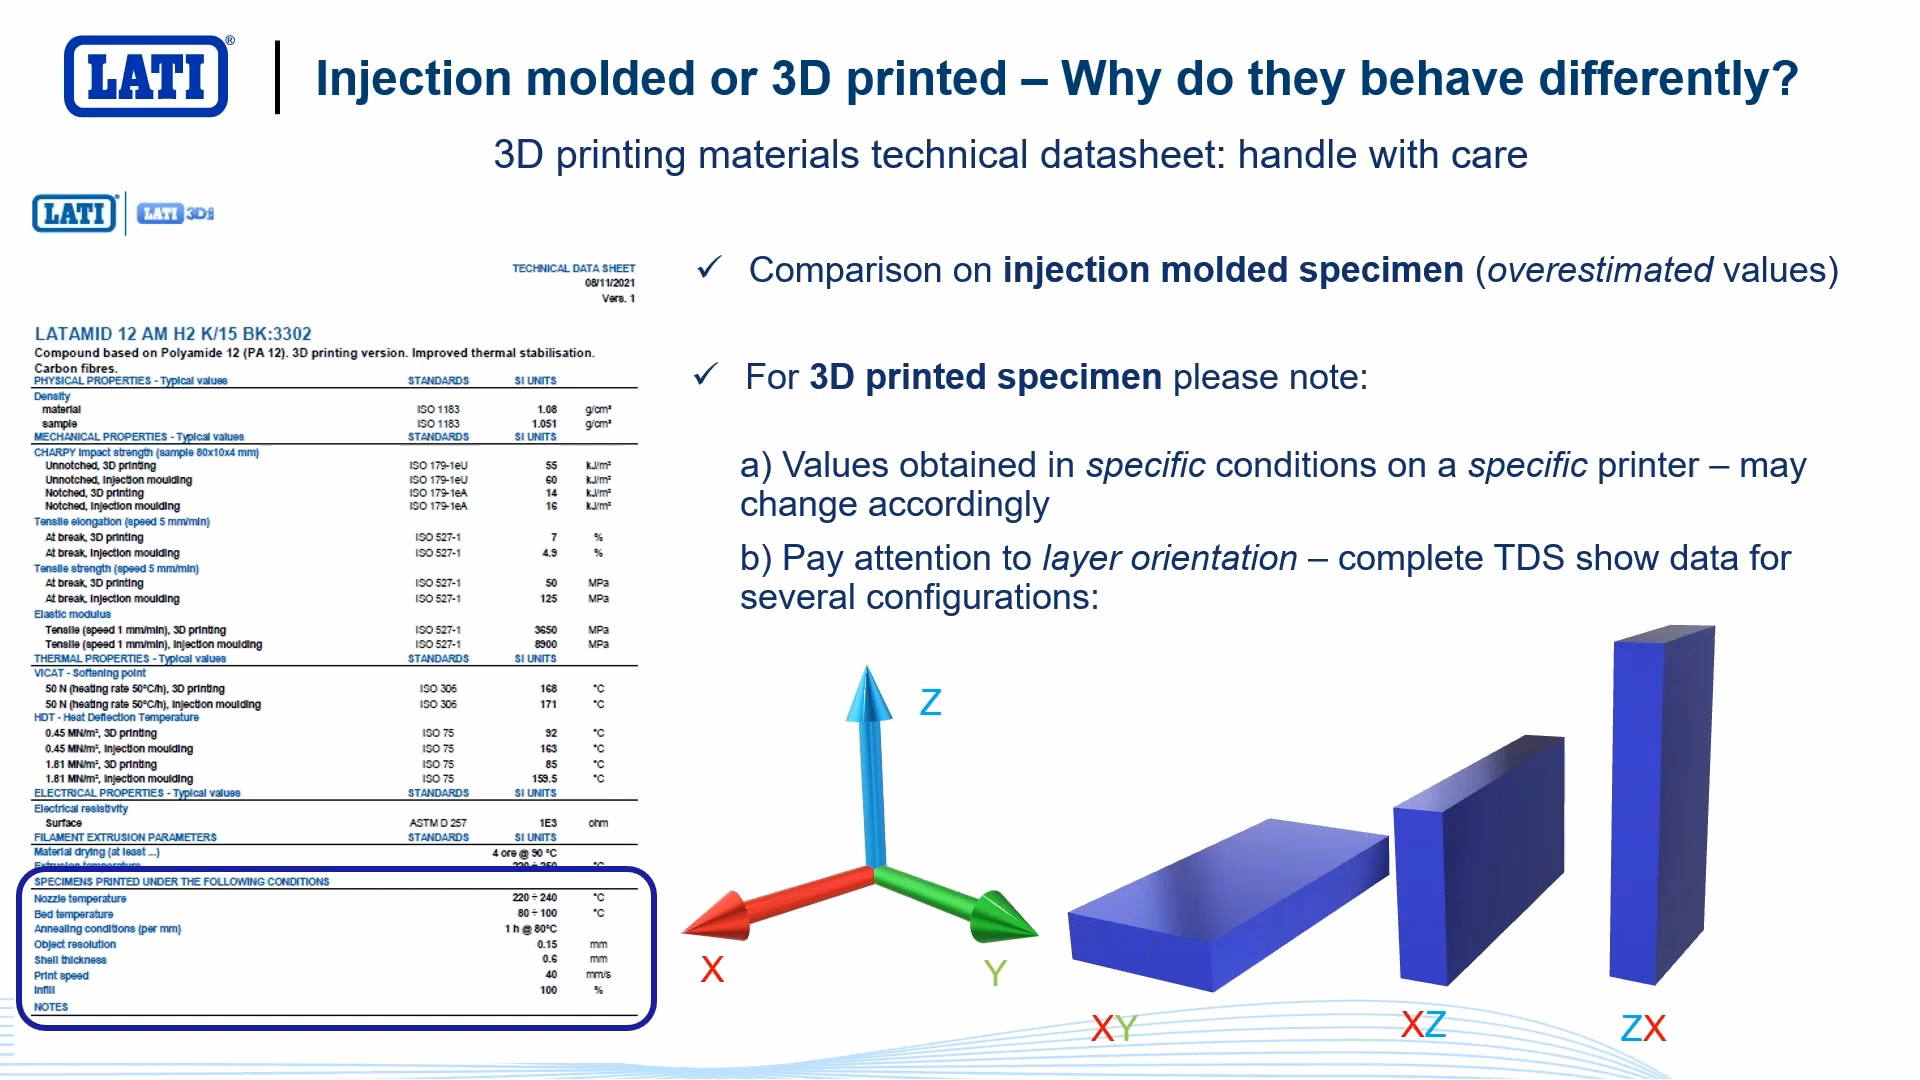 LATI®
Injection molded or 3D printed – Why do they behave differently?
3D printing materials technical datasheet: handle with care
LATI® LATI 3D
TECHNICAL DATA SHEET
08/11/2021
Vers. 1
LATAMID 12 AM H2 K/15 BK:3302
Compound based on Polyamide 12 (PA 12). 3D printing version. Improved thermal stabilisation.
Carbon fibres.
PHYSICAL PROPERTIES - Typical values STANDARDS SI UNITS
Density
material ISO 1183 1.08 g/cm³
sample ISO 1183 1.051 g/cm³
MECHANICAL PROPERTIES - Typical values STANDARDS SI UNITS
CHARPY Impact strength (sample 80x10x4 mm)
Unnotched, 3D printing ISO 179-1eU 55 kJ/m²
Unnotched, Injection moulding ISO 179-1eU 60 kJ/m²
Notched, 3D printing ISO 179-1eA 14 kJ/m²
Notched, Injection moulding ISO 179-1eA 16 kJ/m²
Tensile elongation (speed 5 mm/min)
At break, 3D printing ISO 527-1 7 %
At break, Injection moulding ISO 527-1 4.9 %
Tensile strength (speed 5 mm/min)
At break, 3D printing ISO 527-1 50 MPa
At break, Injection moulding ISO 527-1 125 MPa
Elastic modulus
Tensile (speed 1 mm/min), 3D printing ISO 527-1 3650 MPa
Tensile (speed 1 mm/min), Injection moulding ISO 527-1 8900 MPa
THERMAL PROPERTIES - Typical values STANDARDS SI UNITS
VICAT - Softening point
50 N (heating rate 50°C/h), 3D printing ISO 306 168 °C
50 N (heating rate 50°C/h), Injection moulding ISO 306 171 °C
HDT - Heat Deflection Temperature
0.45 MN/m², 3D printing ISO 75 92 °C
0.45 MN/m², Injection moulding ISO 75 163 °C
1.81 MN/m², 3D printing ISO 75 85 °C
1.81 MN/m², Injection moulding ISO 75 159.5 °C
ELECTRICAL PROPERTIES - Typical values STANDARDS SI UNITS
Electrical resistivity
Surface ASTM D 257 1E3 ohm
FILAMENT EXTRUSION PARAMETERS STANDARDS SI UNITS
Material drying (at least ...) 4 ore @ 90 °C
Extrusion temperature °C
SPECIMENS PRINTED UNDER THE FOLLOWING CONDITIONS
Nozzle temperature 220 ÷ 240 °C
Bed temperature 80 ÷ 100 °C
Annealing conditions (per mm) 1 h @ 80°C
Object resolution 0.15 mm
Shell thickness 0.6 mm
Print speed 40 mm/s
Infill 100 %
NOTES
✓ Comparison on injection molded specimen (overestimated values)
✓ For 3D printed specimen please note:
a) Values obtained in specific conditions on a specific printer – may
change accordingly
b) Pay attention to layer orientation – complete TDS show data for
several configurations:
Z
X
Y
XY
XZ
ZX